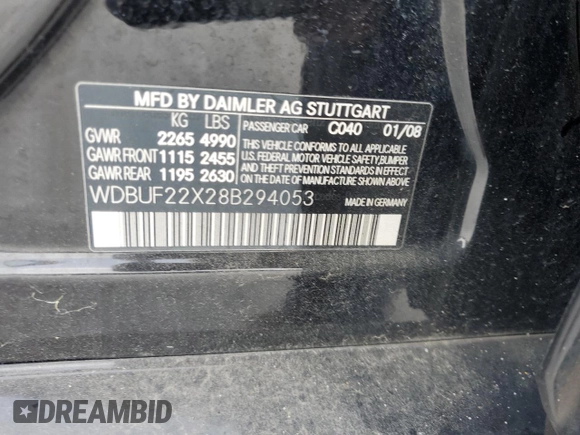 MFD BY DAIMLER AG STUTTGART
KG LBS PASSENGER CAR C040 01/08
GVWR 2265 4990
GAWR FRONT 1115 2455
GAWR REAR 1195 2630
THIS VEHICLE CONFORMS TO ALL APPLICABLE
U.S. FEDERAL MOTOR VEHICLE SAFETY, BUMPER
AND THEFT PREVENTION STANDARDS IN EFFECT
ON THE DATE OF MANUFACTURE SHOWN ABOVE.
WDBUF22X28B294053 MADE IN GERMANY
DREAMBID